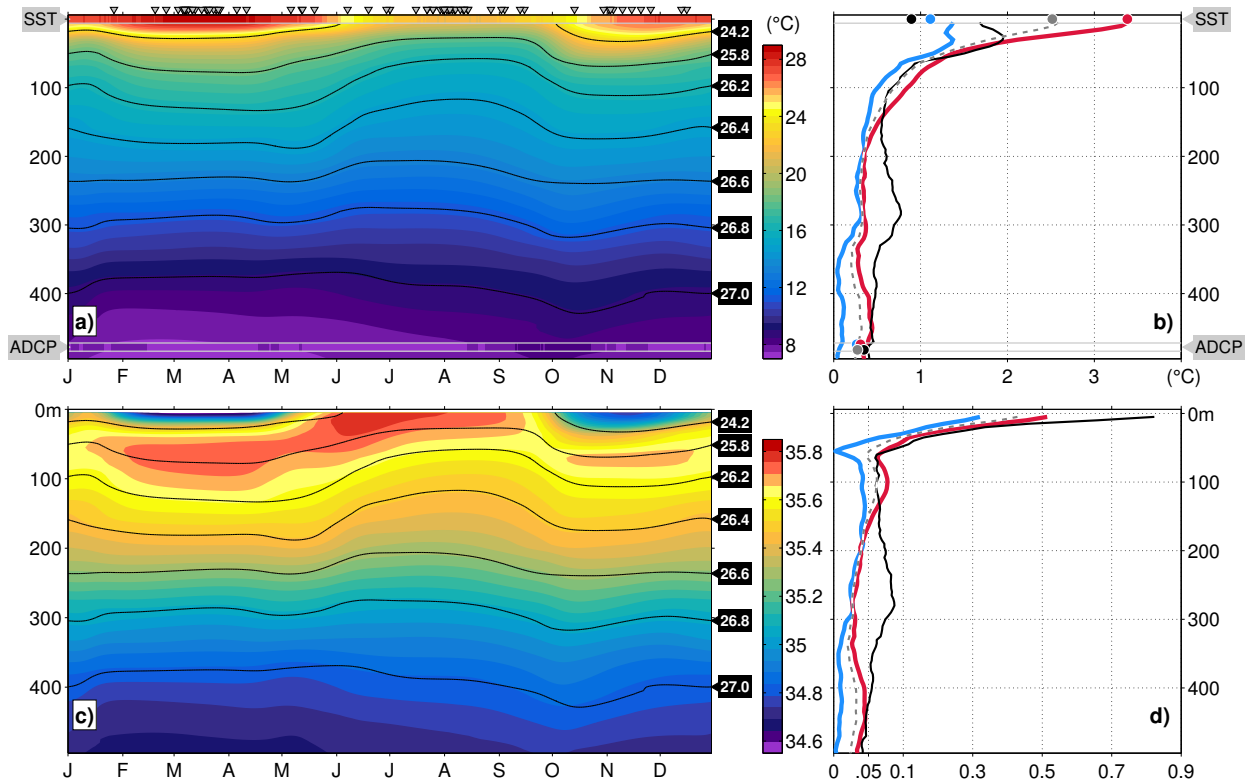 SST
100
200
300
400
ADCP
a)
J F M A M J J A S O N D
24.2
25.8
26.2
26.4
26.6
26.8
27.0
(°C)
28
24
20
16
12
8
b)
0 1 2 3 (°C)
SST
100
200
300
400
ADCP
0m
100
200
300
400
c)
J F M A M J J A S O N D
24.2
25.8
26.2
26.4
26.6
26.8
27.0
35.8
35.6
35.4
35.2
35
34.8
34.6
d)
0 0.05 0.1 0.3 0.5 0.7 0.9
0m
100
200
300
400